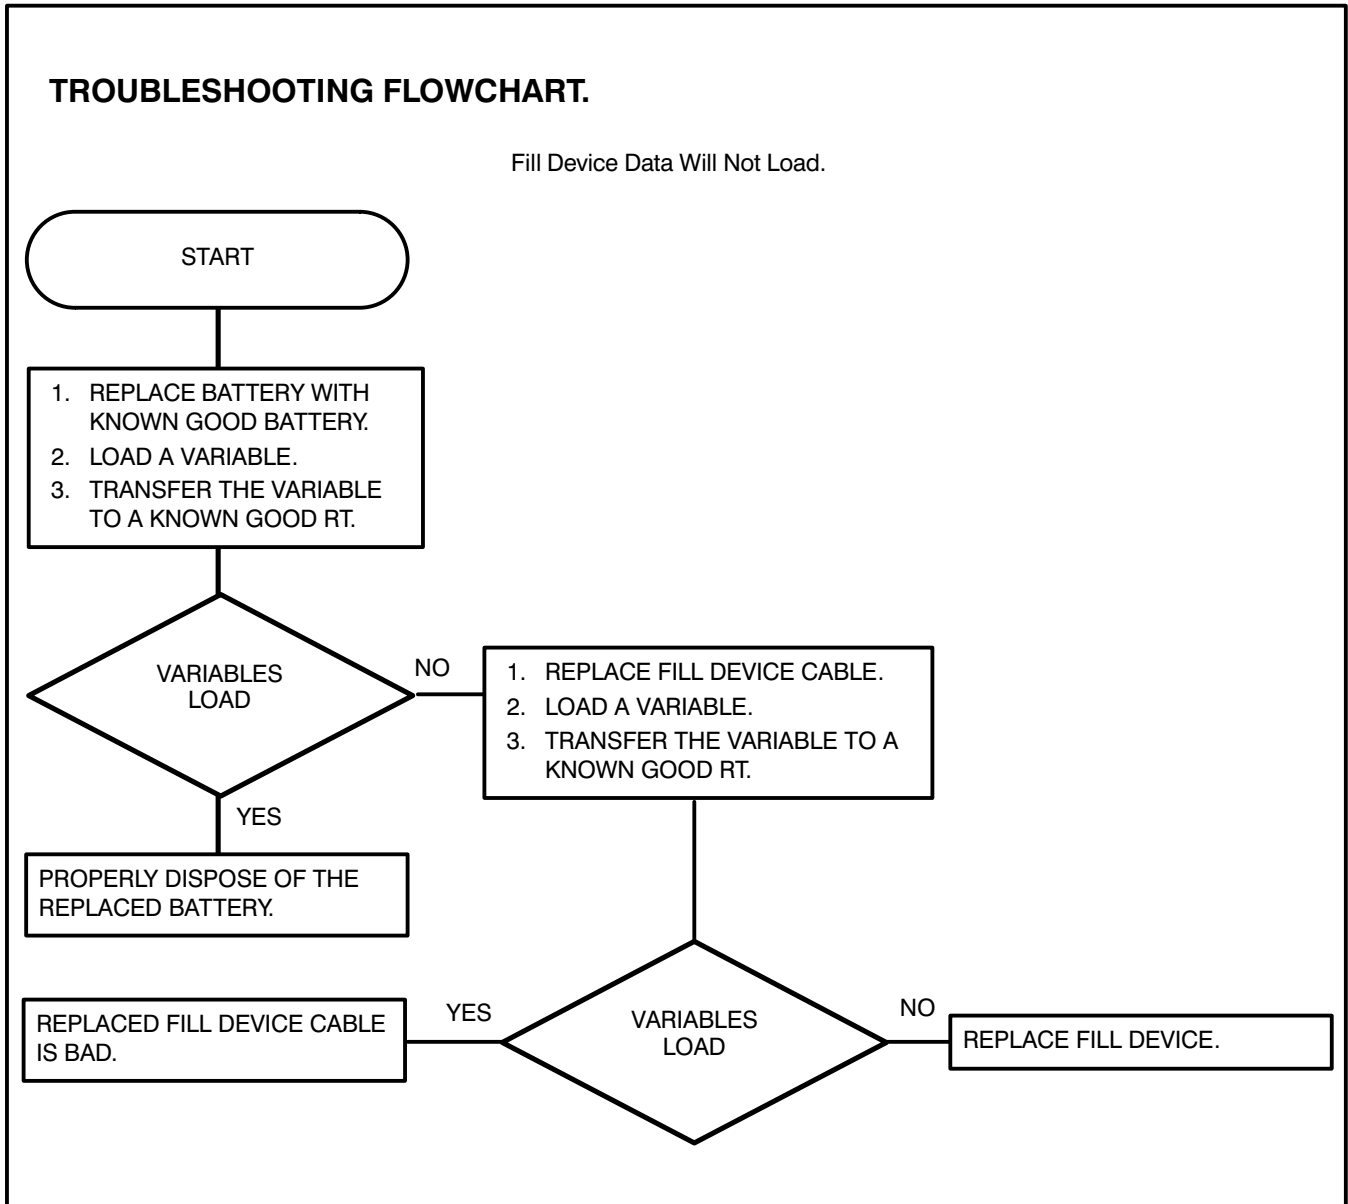 TROUBLESHOOTING FLOWCHART.
Fill Device Data Will Not Load.
START
1. REPLACE BATTERY WITH
KNOWN GOOD BATTERY.
2. LOAD A VARIABLE.
3. TRANSFER THE VARIABLE
TO A KNOWN GOOD RT.
VARIABLES
LOAD
NO
1. REPLACE FILL DEVICE CABLE.
2. LOAD A VARIABLE.
3. TRANSFER THE VARIABLE TO A
KNOWN GOOD RT.
YES
PROPERLY DISPOSE OF THE
REPLACED BATTERY.
REPLACED FILL DEVICE CABLE
IS BAD.
YES
VARIABLES
LOAD
NO
REPLACE FILL DEVICE.